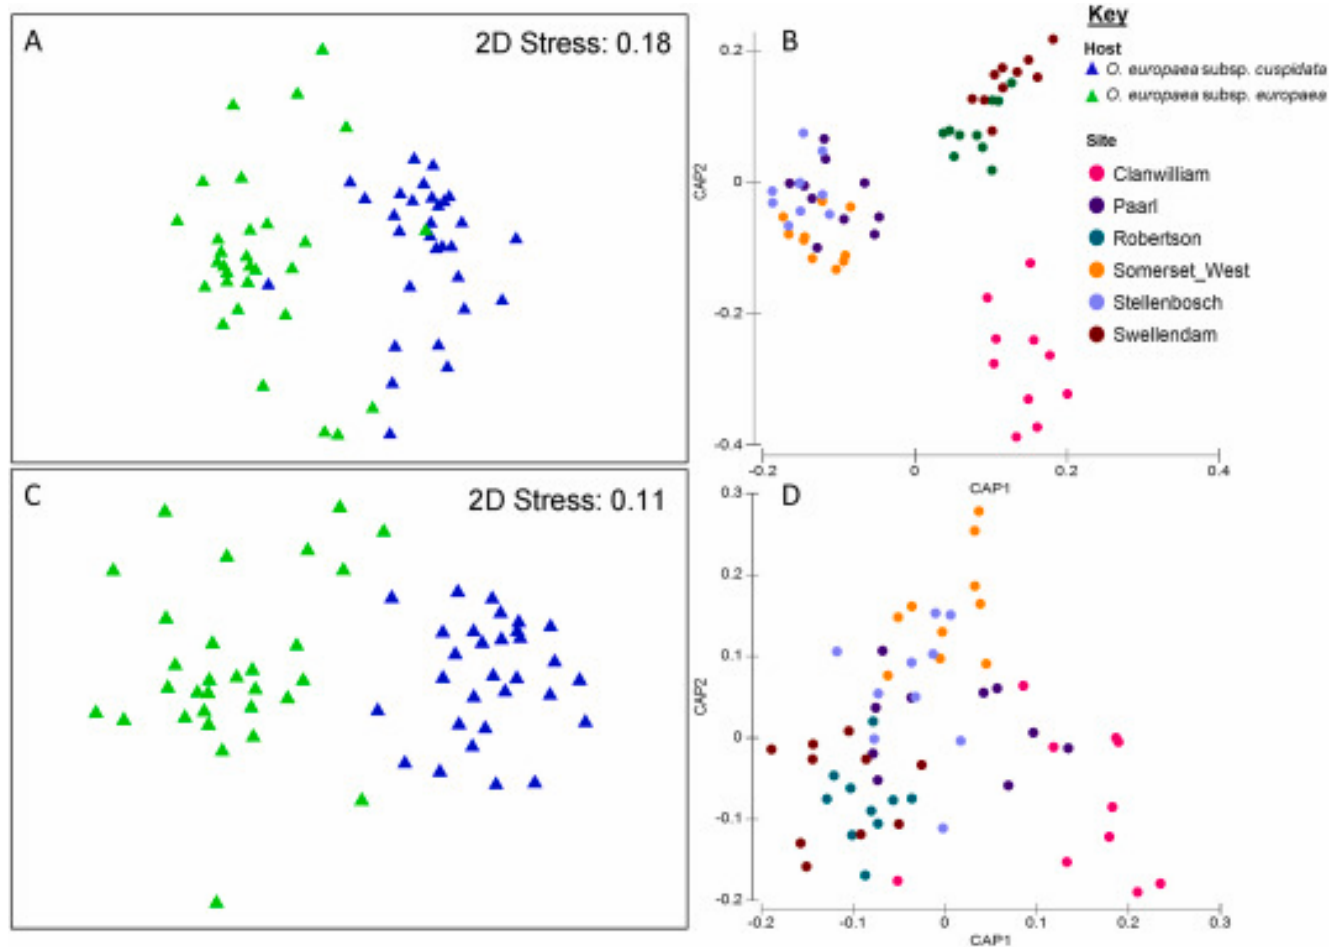 A
2D Stress: 0.18
B
0.2
0
-0.2
-0.4
CAP2
-0.2
0
0.2
0.4
CAP1
Key
Host
O. europaea subsp. cuspidata
O. europaea subsp. europaea
Site
Clanwilliam
Paarl
Robertson
Somerset_West
Stellenbosch
Swellendam
C
2D Stress: 0.11
D
0.3
0.2
0.1
0
-0.1
-0.2
CAP2
-0.2
-0.1
0
0.1
0.2
0.3
CAP1